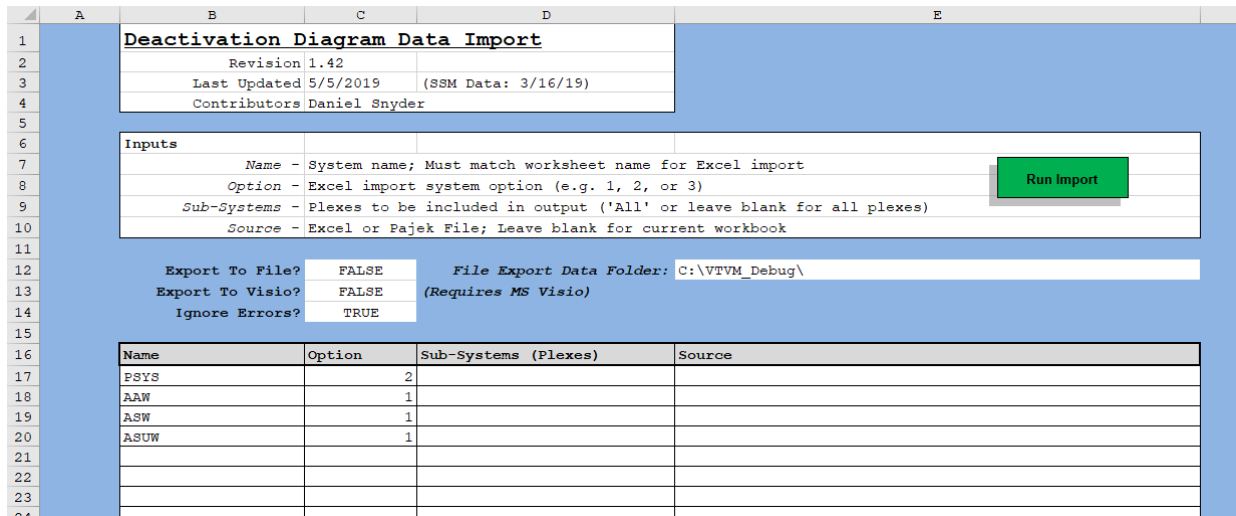 A B C D E
1 Deactivation Diagram Data Import
2 Revision 1.42
3 Last Updated 5/5/2019 (SSM Data: 3/16/19)
4 Contributors Daniel Snyder
5
6 Inputs
7 Name - System name; Must match worksheet name for Excel import
8 Option - Excel import system option (e.g. 1, 2, or 3)
Run Import
9 Sub-Systems - Plexes to be included in output ('All' or leave blank for all plexes)
10 Source - Excel or Pajek File; Leave blank for current workbook
11
12 Export To File? FALSE File Export Data Folder: C:\VTVM_Debug\
13 Export To Visio? FALSE (Requires MS Visio)
14 Ignore Errors? TRUE
15
16 Name Option Sub-Systems (Plexes) Source
17 PSYS 2
18 AAW 1
19 ASW 1
20 ASUW 1
21
22
23